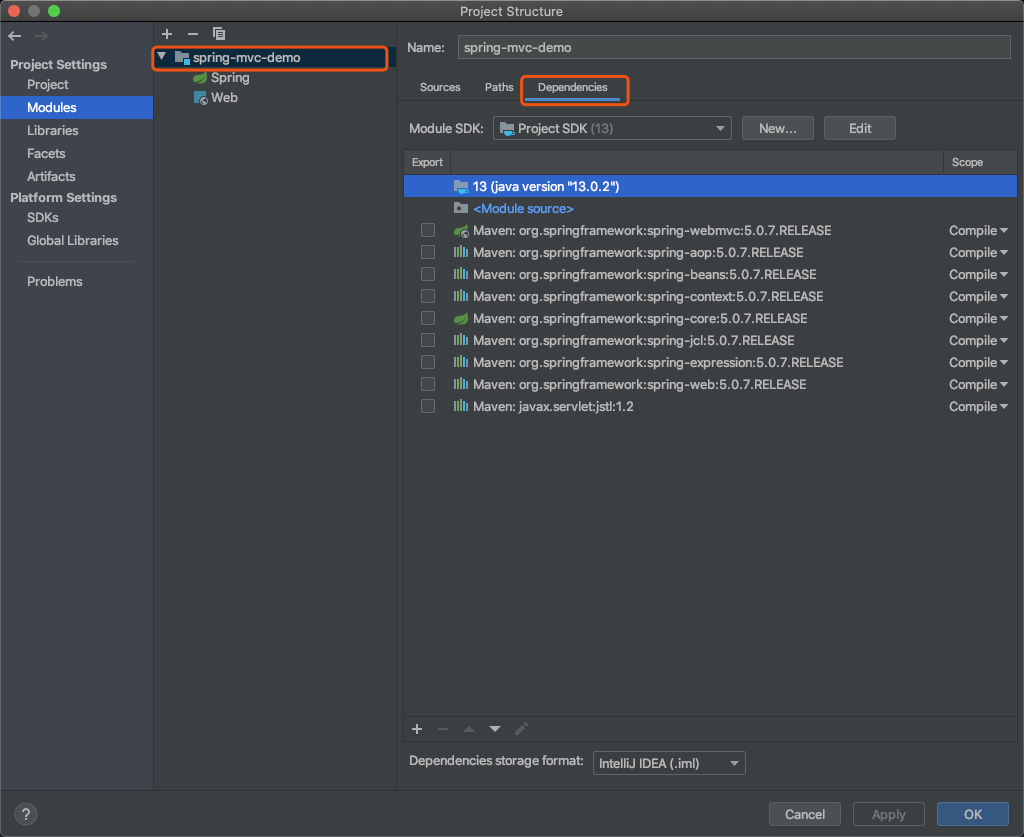 Project Structure
Project Settings
Project
Modules
Libraries
Facets
Artifacts
Platform Settings
SDKs
Global Libraries
Problems
spring-mvc-demo
Spring
Web
Name: spring-mvc-demo
Sources Paths Dependencies
Module SDK: Project SDK (13) New... Edit
Export Scope
13 (java version "13.0.2")
<Module source>
Maven: org.springframework:spring-webmvc:5.0.7.RELEASE Compile
Maven: org.springframework:spring-aop:5.0.7.RELEASE Compile
Maven: org.springframework:spring-beans:5.0.7.RELEASE Compile
Maven: org.springframework:spring-context:5.0.7.RELEASE Compile
Maven: org.springframework:spring-core:5.0.7.RELEASE Compile
Maven: org.springframework:spring-jcl:5.0.7.RELEASE Compile
Maven: org.springframework:spring-expression:5.0.7.RELEASE Compile
Maven: org.springframework:spring-web:5.0.7.RELEASE Compile
Maven: javax.servlet:jstl:1.2 Compile
Dependencies storage format: IntelliJ IDEA (.iml)
? Cancel Apply OK